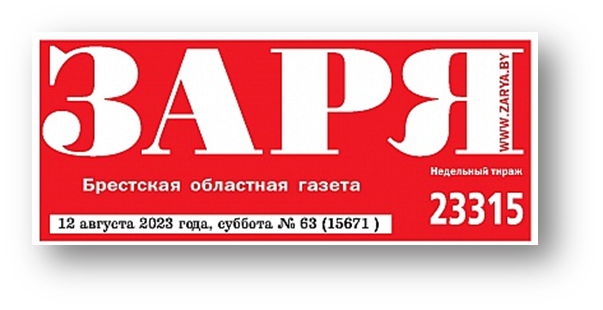 ЗАРЯ
WWW.ZARYA.BY
Недельный тираж
23315
Брестская областная газета
12 августа 2023 года, суббота № 63 (15671 )